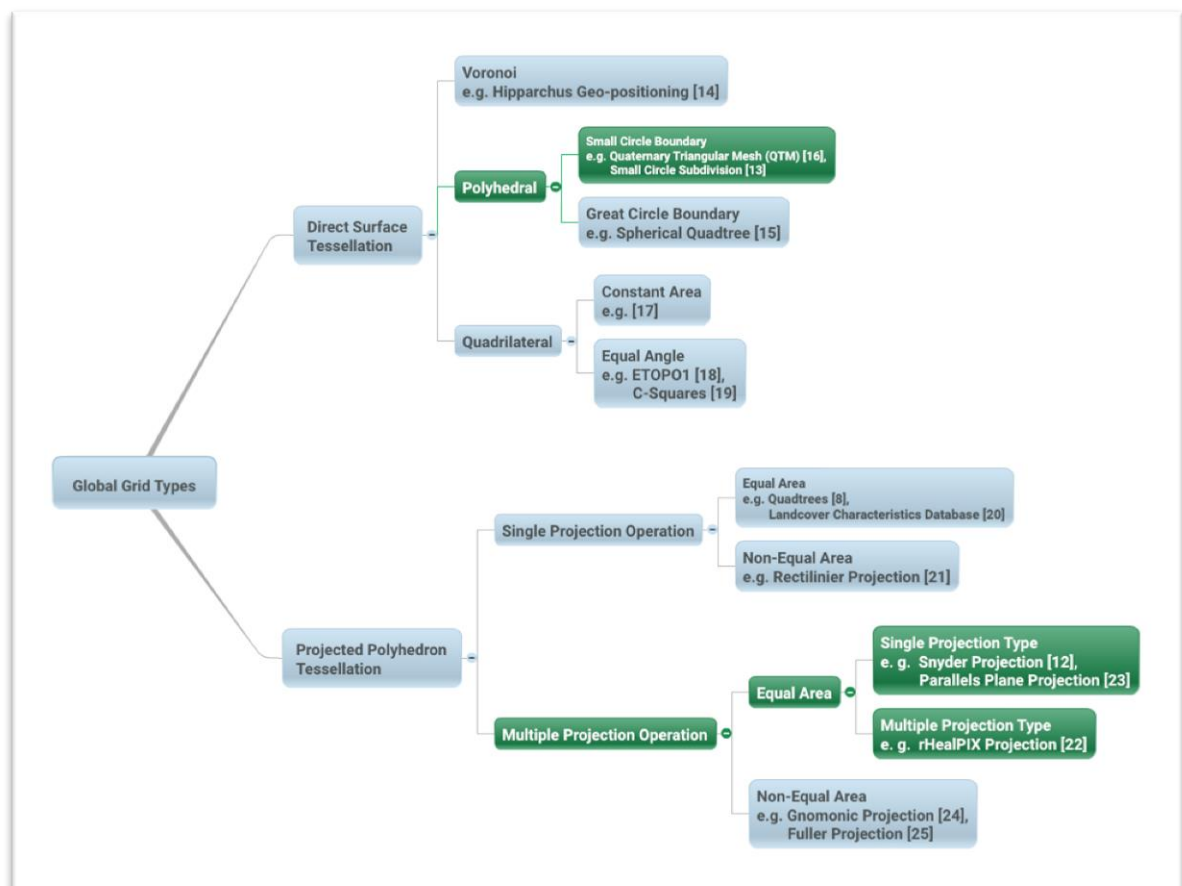 Voronoi
e.g. Hipparchus Geo-positioning [14]
Small Circle Boundary
e.g. Quaternary Triangular Mesh (QTM) [16],
Small Circle Subdivision [13]
Polyhedral
Great Circle Boundary
e.g. Spherical Quadtree [15]
Direct Surface
Tessellation
Constant Area
e.g. [17]
Quadrilateral
Equal Angle
e.g. ETOPO1 [18],
C-Squares [19]
Global Grid Types
Equal Area
e.g. Quadtrees [8],
Landcover Characteristics Database [20]
Single Projection Operation
Non-Equal Area
e.g. Rectilinier Projection [21]
Projected Polyhedron
Tessellation
Single Projection Type
e. g. Snyder Projection [12],
Parallels Plane Projection [23]
Equal Area
Multiple Projection Type
e. g. rHealPIX Projection [22]
Multiple Projection Operation
Non-Equal Area
e.g. Gnomonic Projection [24],
Fuller Projection [25]